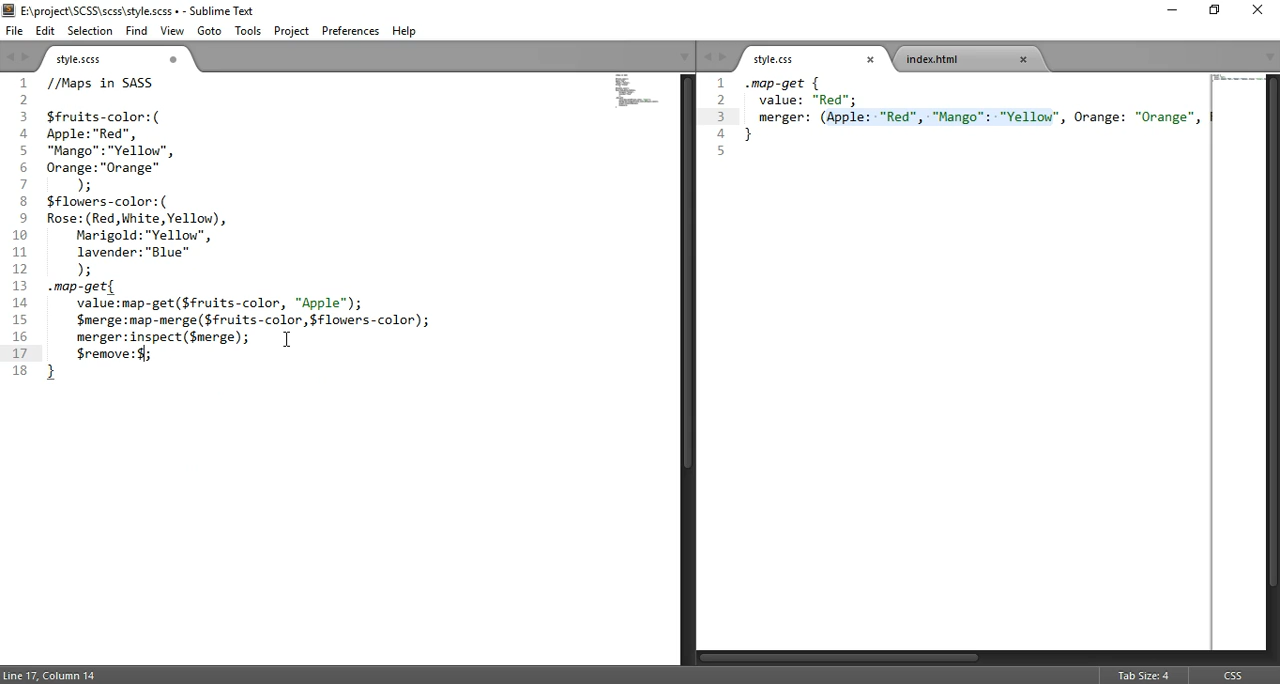 E:\project\SCSS\scss\style.scss • - Sublime Text
File Edit Selection Find View Goto Tools Project Preferences Help
style.scss
style.css
index.html
1 //Maps in SASS
2
3 $fruits-color:(
4 Apple:"Red",
5 "Mango":"Yellow",
6 Orange:"Orange"
7 );
8 $flowers-color:(
9 Rose:(Red,White,Yellow),
10 Marigold:"Yellow",
11 lavender:"Blue"
12 );
13 .map-get{
14 value:map-get($fruits-color, "Apple");
15 $merge:map-merge($fruits-color,$flowers-color);
16 merger:inspect($merge);
17 $remove:$;
18 }
1 .map-get {
2 value: "Red";
3 merger: (Apple: "Red", "Mango": "Yellow", Orange: "Orange",
4 }
5
Line 17, Column 14
Tab Size: 4
CSS